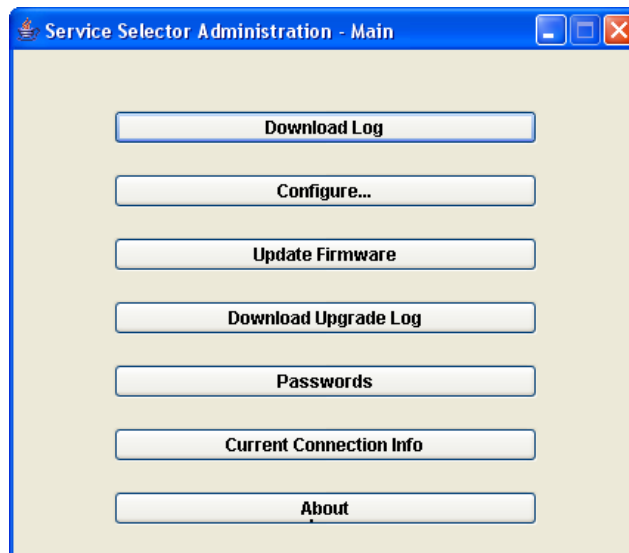 Service Selector Administration - Main
Download Log
Configure...
Update Firmware
Download Upgrade Log
Passwords
Current Connection Info
About